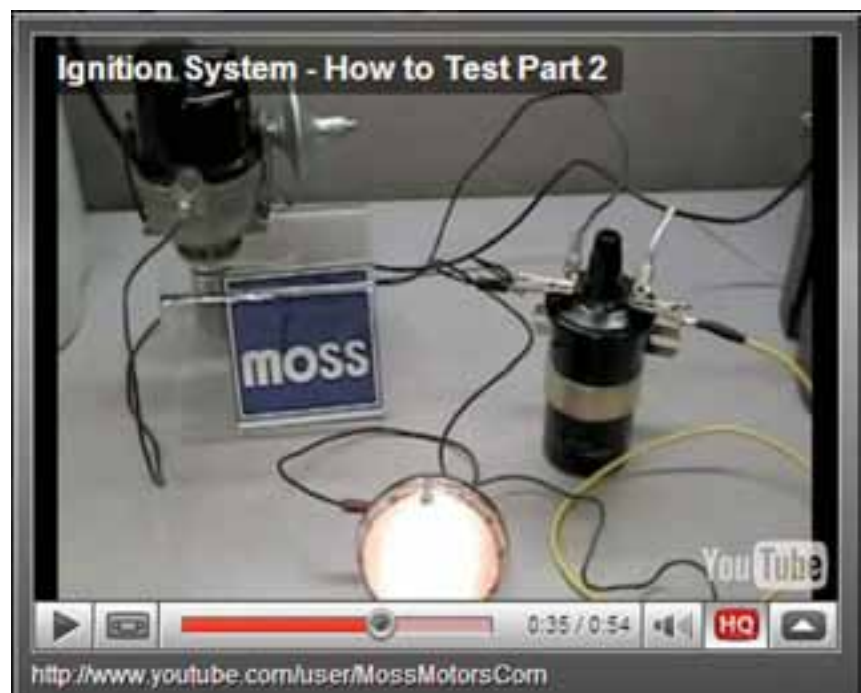 Ignition System - How to Test Part 2
moss
YouTube
0:35 / 0:54
HQ
http://www.youtube.com/user/MossMotorsCom